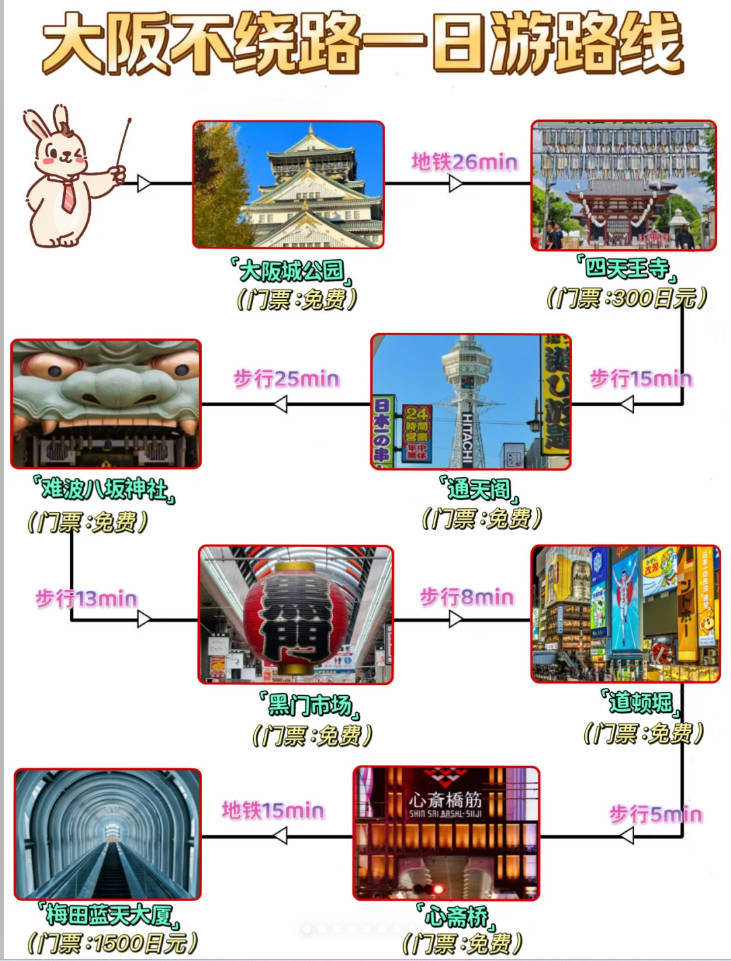 大阪不绕路一日游路线
地铁26min
「大阪城公园」
(门票:免费)
「四天王寺」
(门票:300日元)
步行15min
24
時間
営業
年中
無休
日本一の串
HITACHI
「通天阁」
(门票:免费)
步行25min
「难波八坂神社」
(门票:免费)
步行13min
黒門
「黑门市场」
(门票:免费)
步行8min
「道顿堀」
(门票:免费)
步行5min
心斎橋筋
SHIN SAI BASHI-SUJI
「心斋桥」
(门票:免费)
地铁15min
「梅田蓝天大厦」
(门票:1500日元)